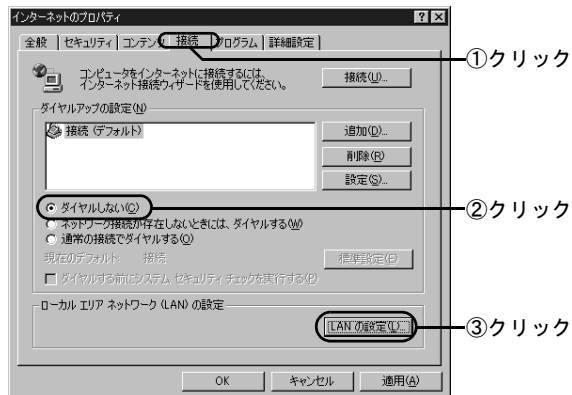 インターネットのプロパティ
全般 セキュリティ コンテンツ 接続 プログラム 詳細設定
①クリック
コンピュータをインターネットに接続するには、
インターネット接続ウィザードを使用してください。
接続(U)...
ダイヤルアップの設定(N)
接続 (デフォルト)
追加(D)...
削除(R)
設定(S)...
ダイヤルしない(C)
②クリック
ネットワーク接続が存在しないときには、ダイヤルする(W)
通常の接続でダイヤルする(O)
現在のデフォルト: 接続
標準設定(E)
ダイヤルする前にシステム セキュリティ チェックを実行する(P)
ローカル エリア ネットワーク (LAN) の設定
LAN の設定(L)...
③クリック
OK キャンセル 適用(A)